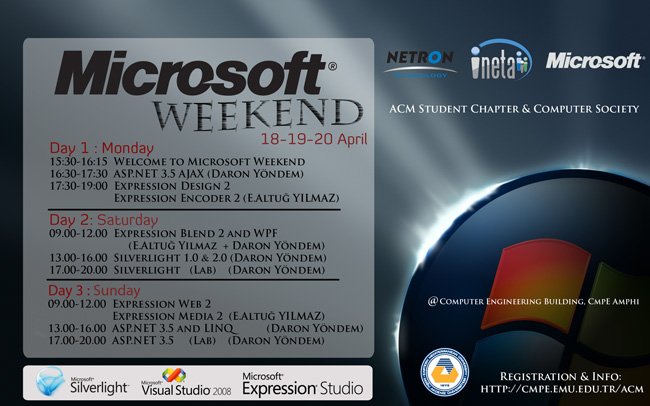 Microsoft®
WEEKEND
18-19-20 April
Day 1 : Monday
15:30-16:15 Welcome to Microsoft Weekend
16:30-17:30 ASP.NET 3.5 AJAX (Daron Yöndem)
17:30-19:00 Expression Design 2
Expression Encoder 2 (E.Altuğ YILMAZ)
Day 2: Saturday
09.00-12.00 Expression Blend 2 and WPF
(E.Altuğ Yilmaz + Daron Yöndem)
13.00-16.00 Silverlight 1.0 & 2.0 (Daron Yöndem)
17.00-20.00 Silverlight (Lab) (Daron Yöndem)
Day 3 : Sunday
09.00-12.00 Expression Web 2
Expression Media 2 (E.Altuğ YILMAZ)
13.00-16.00 ASP.NET 3.5 and LINQ (Daron Yöndem)
17.00-20.00 ASP.NET 3.5 (Lab) (Daron Yöndem)
Microsoft® Silverlight™
Microsoft® Visual Studio 2008
Microsoft® Expression® Studio
NETRON TECHNOLOGY
ineta
Microsoft®
ACM Student Chapter & Computer Society
@ Computer Engineering Building, CmpE Amphi
Registration & Info:
http://cmpe.emu.edu.tr/acm